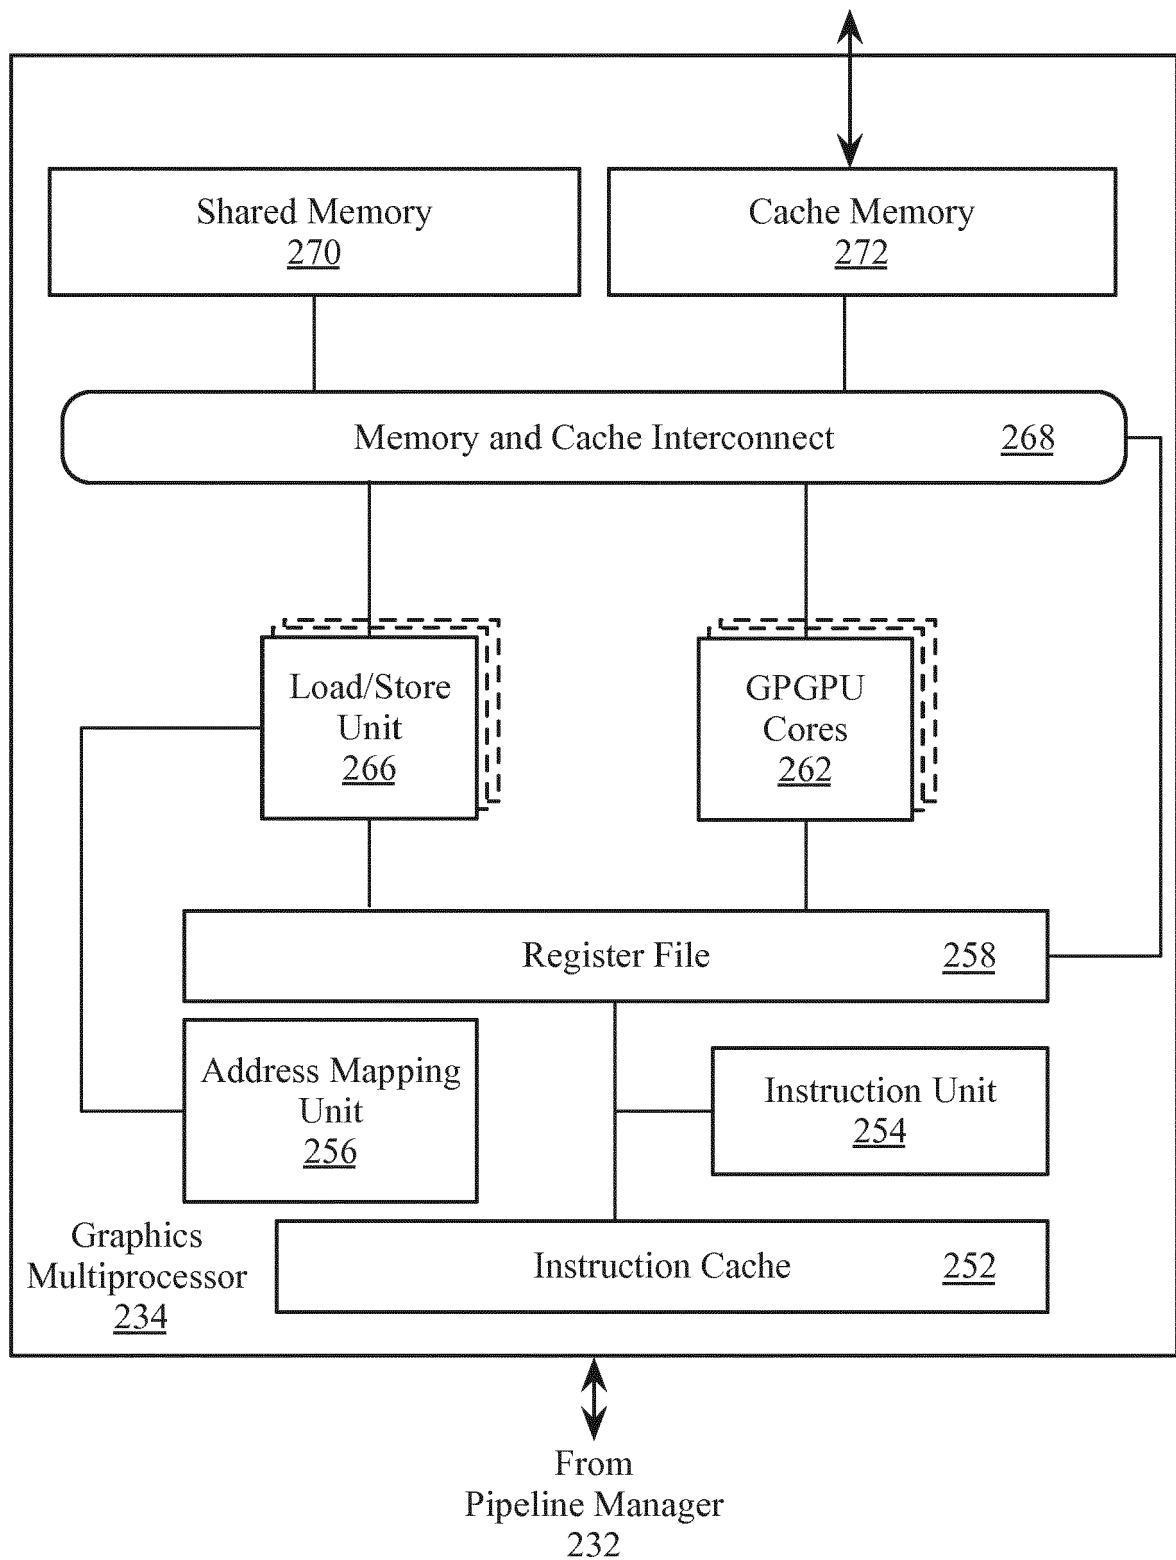 Shared Memory
270
Cache Memory
272
Memory and Cache Interconnect 268
Load/Store
Unit
266
GPGPU
Cores
262
Register File 258
Address Mapping
Unit
256
Instruction Unit
254
Graphics
Multiprocessor
234
Instruction Cache 252
From
Pipeline Manager
232